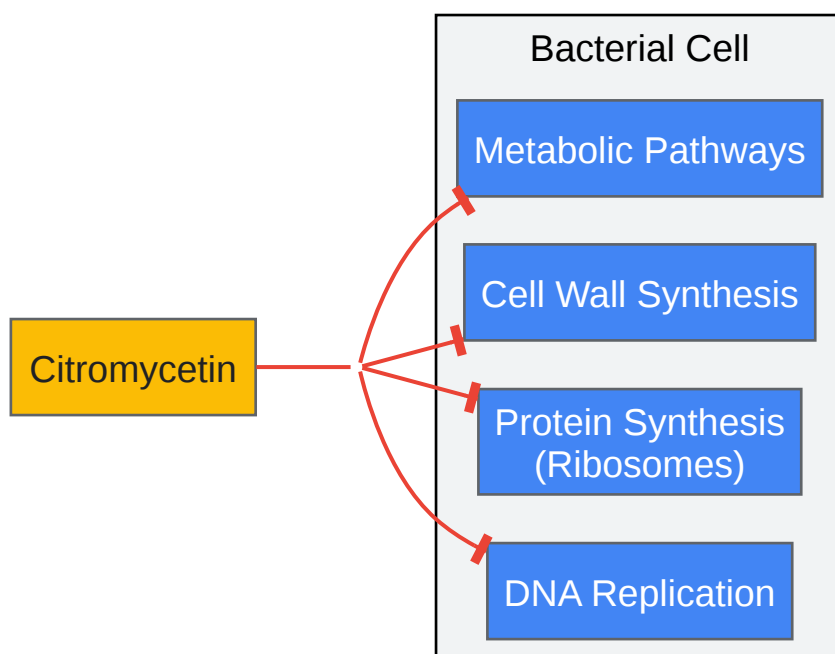 Bacterial Cell
Metabolic Pathways
Cell Wall Synthesis
Citromycetin
Protein Synthesis
(Ribosomes)
DNA Replication